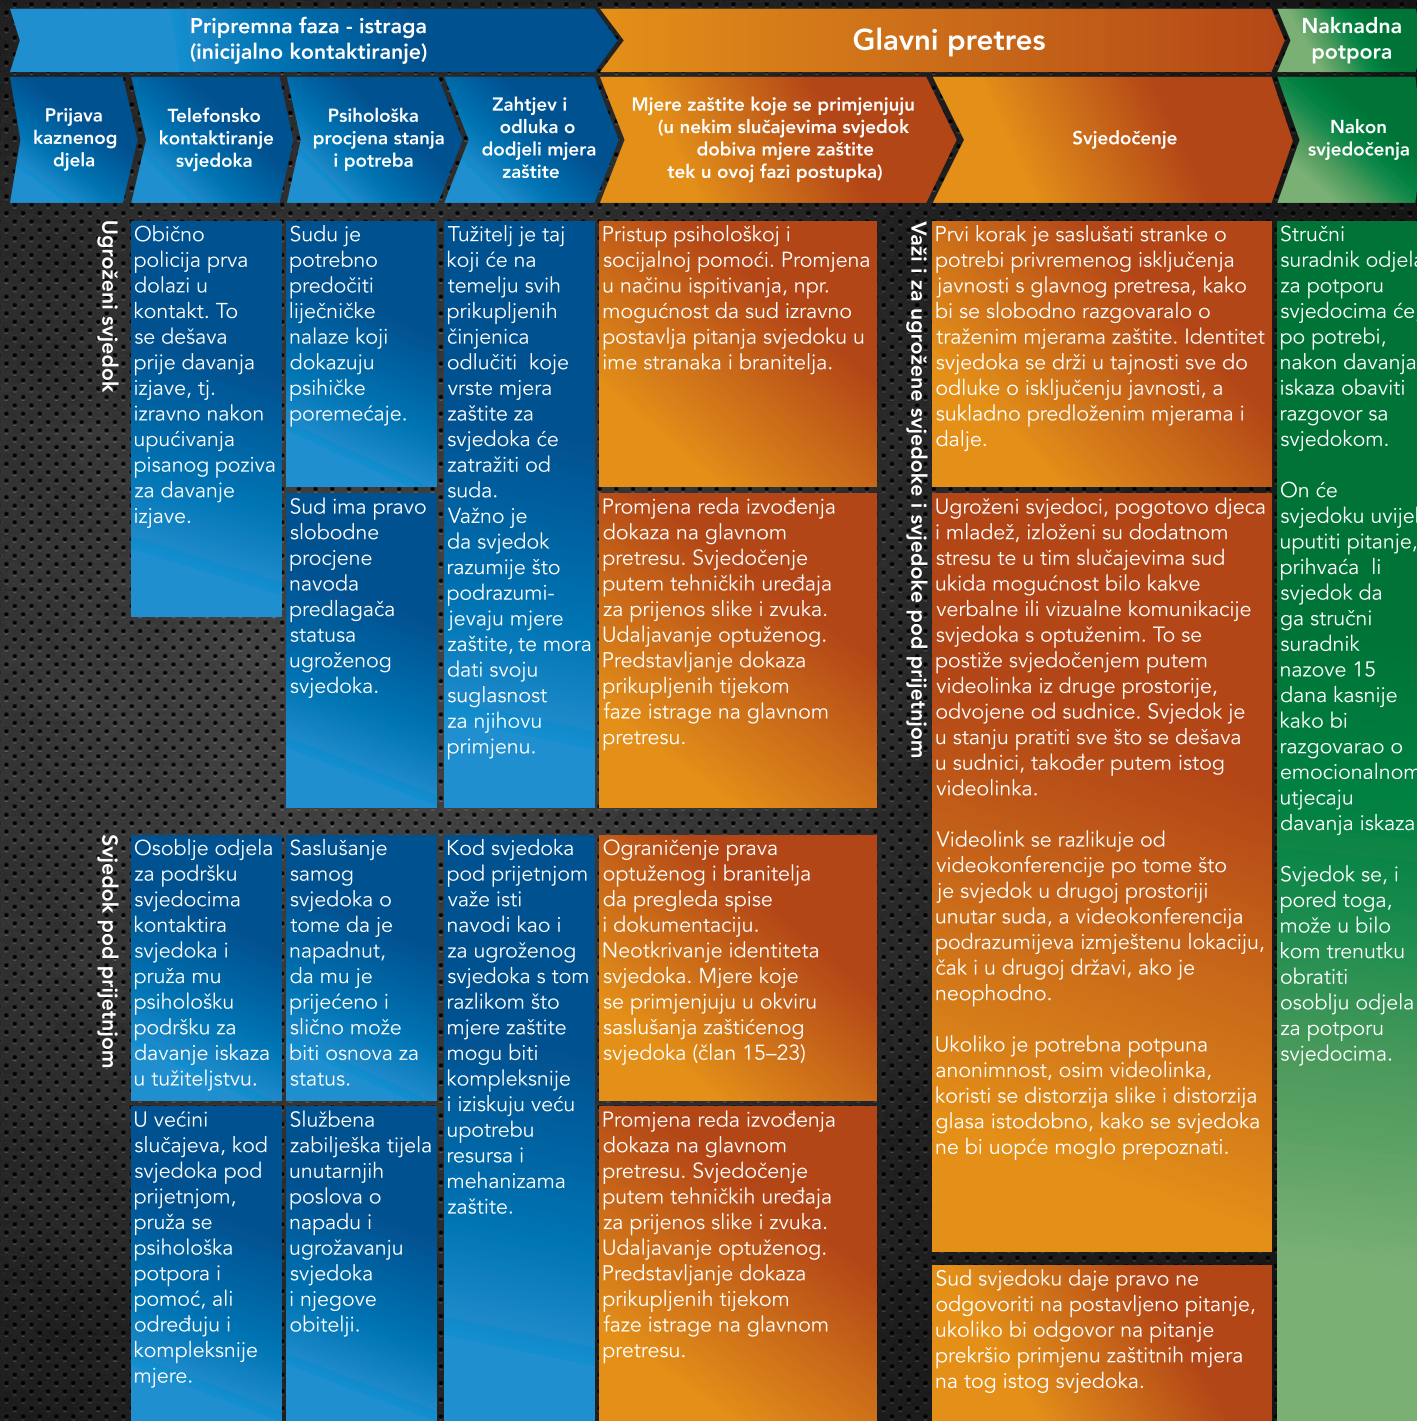 Pripremna faza - istraga
(inicijalno kontaktiranje)
Glavni pretres
Naknadna
potpora
Prijava
kaznenog
djela
Telefonsko
kontaktiranje
svjedoka
Psihološka
procjena stanja
i potreba
Zahtjev i
odluka o
dodjeli mjera
zaštite
Mjere zaštite koje se primjenjuju
(u nekim slučajevima svjedok
dobiva mjere zaštite
tek u ovoj fazi postupka)
Svjedočenje
Nakon
svjedočenja
Ugroženi svjedok
Obično
policija prva
dolazi u
kontakt. To
se dešava
prije davanja
izjave, tj.
izravno nakon
upućivanja
pisanog poziva
za davanje
izjave.
Sudu je
potrebno
predočiti
liječničke
nalaze koji
dokazuju
psihičke
poremećaje.
Sud ima pravo
slobodne
procjene
navoda
predlagača
statusa
ugroženog
svjedoka.
Tužitelj je taj
koji će na
temelju svih
prikupljenih
činjenica
odlučiti koje
vrste mjera
zaštite za
svjedoka će
zatražiti od
suda.
Važno je
da svjedok
razumije što
podrazumi-
jevaju mjere
zaštite, te mora
dati svoju
suglasnost
za njihovu
primjenu.
Pristup psihološkoj i
socijalnoj pomoći. Promjena
u načinu ispitivanja, npr.
mogućnost da sud izravno
postavlja pitanja svjedoku u
ime stranaka i branitelja.
Promjena reda izvođenja
dokaza na glavnom
pretresu. Svjedočenje
putem tehničkih uređaja
za prijenos slike i zvuka.
Udaljavanje optuženog.
Predstavljanje dokaza
prikupljenih tijekom
faze istrage na glavnom
pretresu.
Svjedok pod prijetnjom
Osoblje odjela
za podršku
svjedocima
kontaktira
svjedoka i
pruža mu
psihološku
podršku za
davanje iskaza
u tužiteljstvu.
U većini
slučajeva, kod
svjedoka pod
prijetnjom,
pruža se
psihološka
potpora i
pomoć, ali
određuju i
kompleksnije
mjere.
Saslušanje
samog
svjedoka o
tome da je
napadnut,
da mu je
prijećeno i
slično može
biti osnova za
status.
Službena
zabilješka tijela
unutarnjih
poslova o
napadu i
ugrožavanju
svjedoka
i njegove
obitelji.
Kod svjedoka
pod prijetnjom
važe isti
navodi kao i
za ugroženog
svjedoka s tom
razlikom što
mjere zaštite
mogu biti
kompleksnije
i iziskuju veću
upotrebu
resursa i
mehanizama
zaštite.
Ograničenje prava
optuženog i branitelja
da pregleda spise
i dokumentaciju.
Neotkrivanje identiteta
svjedoka. Mjere koje
se primjenjuju u okviru
saslušanja zaštićenog
svjedoka (član 15–23)
Promjena reda izvođenja
dokaza na glavnom
pretresu. Svjedočenje
putem tehničkih uređaja
za prijenos slike i zvuka.
Udaljavanje optuženog.
Predstavljanje dokaza
prikupljenih tijekom
faze istrage na glavnom
pretresu.
Važi i za ugrožene svjedoke i svjedoke pod prijetnjom
Prvi korak je saslušati stranke o
potrebi privremenog isključenja
javnosti s glavnog pretresa, kako
bi se slobodno razgovaralo o
traženim mjerama zaštite. Identitet
svjedoka se drži u tajnosti sve do
odluke o isključenju javnosti, a
sukladno predloženim mjerama i
dalje.
Ugroženi svjedoci, pogotovo djeca
i mladež, izloženi su dodatnom
stresu te u tim slučajevima sud
ukida mogućnost bilo kakve
verbalne ili vizualne komunikacije
svjedoka s optuženim. To se
postiže svjedočenjem putem
videolinka iz druge prostorije,
odvojene od sudnice. Svjedok je
u stanju pratiti sve što se dešava
u sudnici, također putem istog
videolinka.
Videolink se razlikuje od
videokonferencije po tome što
je svjedok u drugoj prostoriji
unutar suda, a videokonferencija
podrazumijeva izmještenu lokaciju,
čak i u drugoj državi, ako je
neophodno.
Ukoliko je potrebna potpuna
anonimnost, osim videolinka,
koristi se distorzija slike i distorzija
glasa istodobno, kako se svjedoka
ne bi uopće moglo prepoznati.
Sud svjedoku daje pravo ne
odgovoriti na postavljeno pitanje,
ukoliko bi odgovor na pitanje
prekršio primjenu zaštitnih mjera
na tog istog svjedoka.
Stručni
suradnik odjela
za potporu
svjedocima će
po potrebi,
nakon davanja
iskaza obaviti
razgovor sa
svjedokom.
On će
svjedoku uvijek
uputiti pitanje,
prihvaća li
svjedok da
ga stručni
suradnik
nazove 15
dana kasnije
kako bi
razgovarao o
emocionalnom
utjecaju
davanja iskaza
Svjedok se, i
pored toga,
može u bilo
kom trenutku
obratiti
osoblju odjela
za potporu
svjedocima.